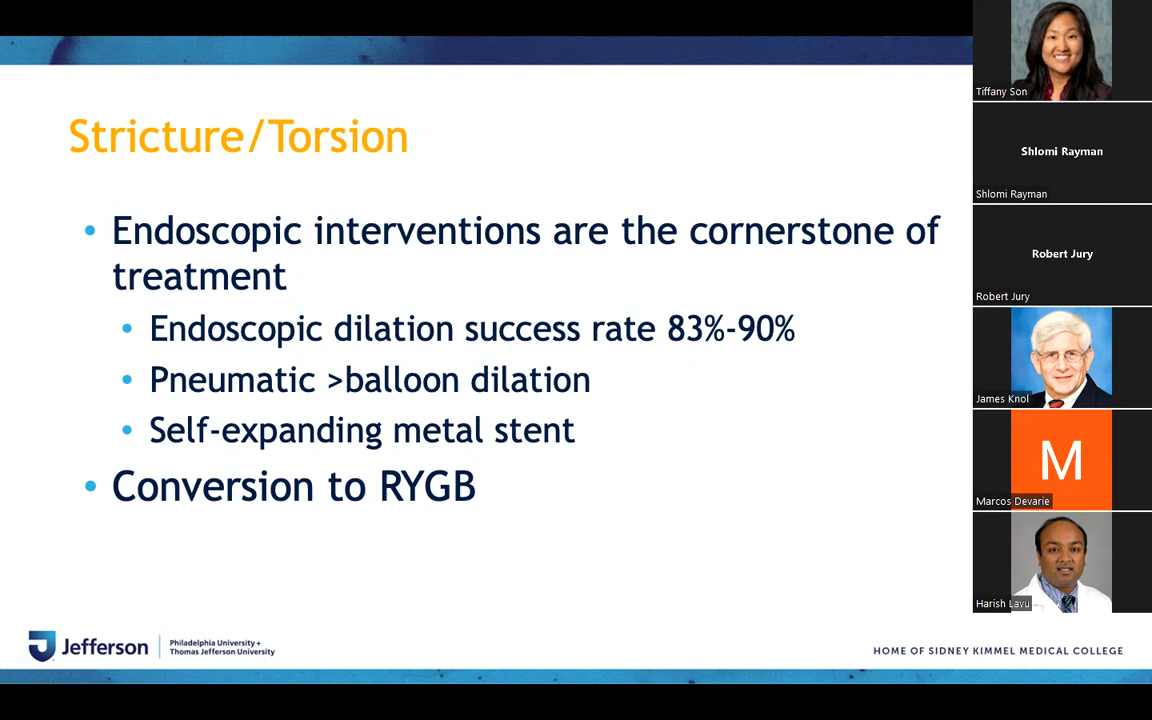 Stricture/Torsion
• Endoscopic interventions are the cornerstone of
treatment
• Endoscopic dilation success rate 83%-90%
• Pneumatic >balloon dilation
• Self-expanding metal stent
• Conversion to RYGB
Jefferson
Philadelphia University +
Thomas Jefferson University
HOME OF SIDNEY KIMMEL MEDICAL COLLEGE
Tiffany Son
Shlomi Rayman
Shlomi Rayman
Robert Jury
Robert Jury
James Knol
M
Marcos Devarie
Harish Lavu